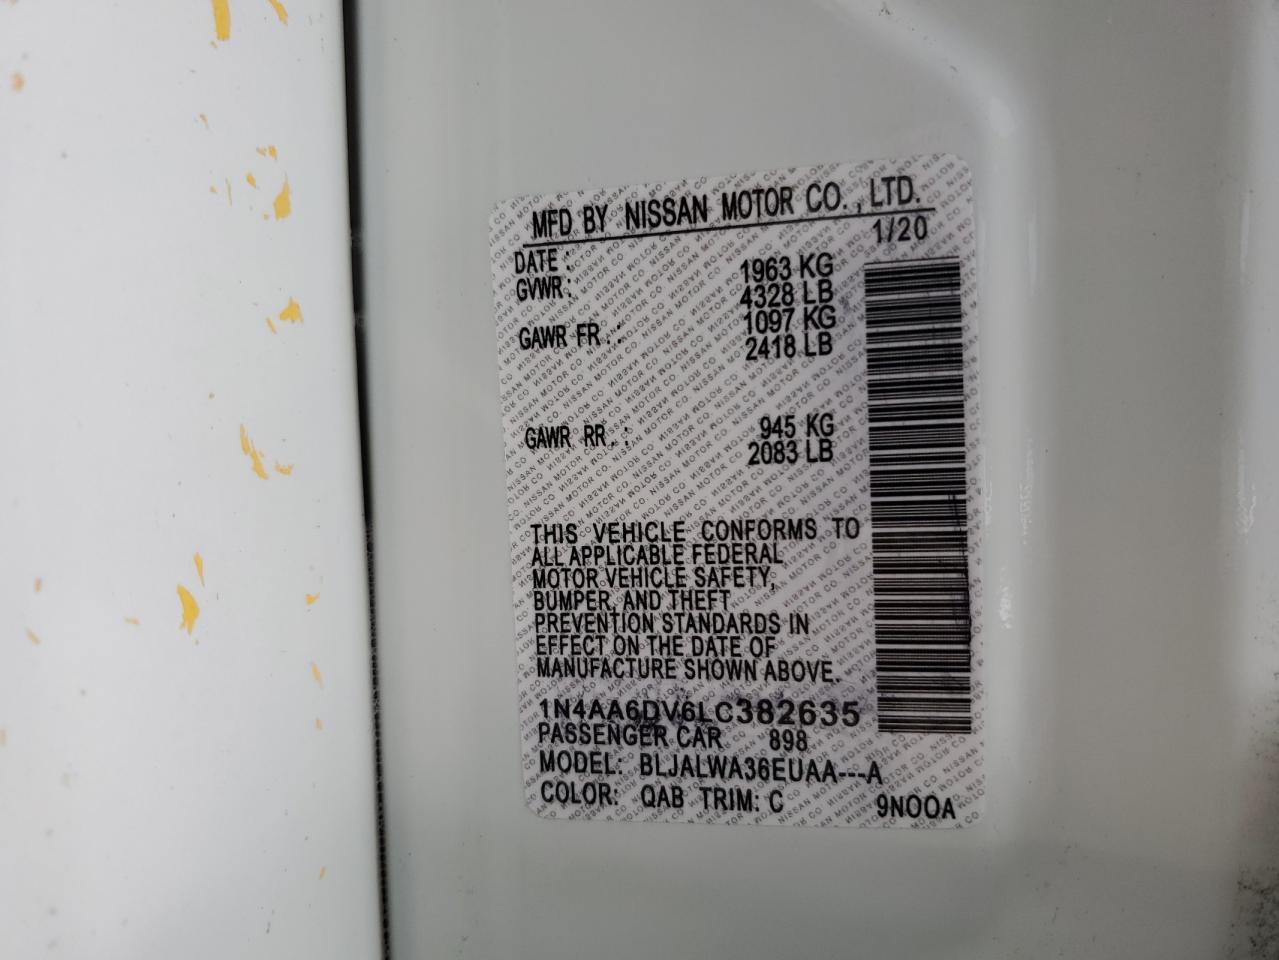 MFD BY NISSAN MOTOR CO., LTD.
DATE: 1/20
GVWR: 1963 KG
4328 LB
GAWR FR.: 1097 KG
2418 LB
GAWR RR.: 945 KG
2083 LB
THIS VEHICLE CONFORMS TO
ALL APPLICABLE FEDERAL
MOTOR VEHICLE SAFETY,
BUMPER, AND THEFT
PREVENTION STANDARDS IN
EFFECT ON THE DATE OF
MANUFACTURE SHOWN ABOVE.
1N4AA6DV6LC382635
PASSENGER CAR 898
MODEL: BLJALWA36EUAA---A
COLOR: QAB TRIM: C 9N00A